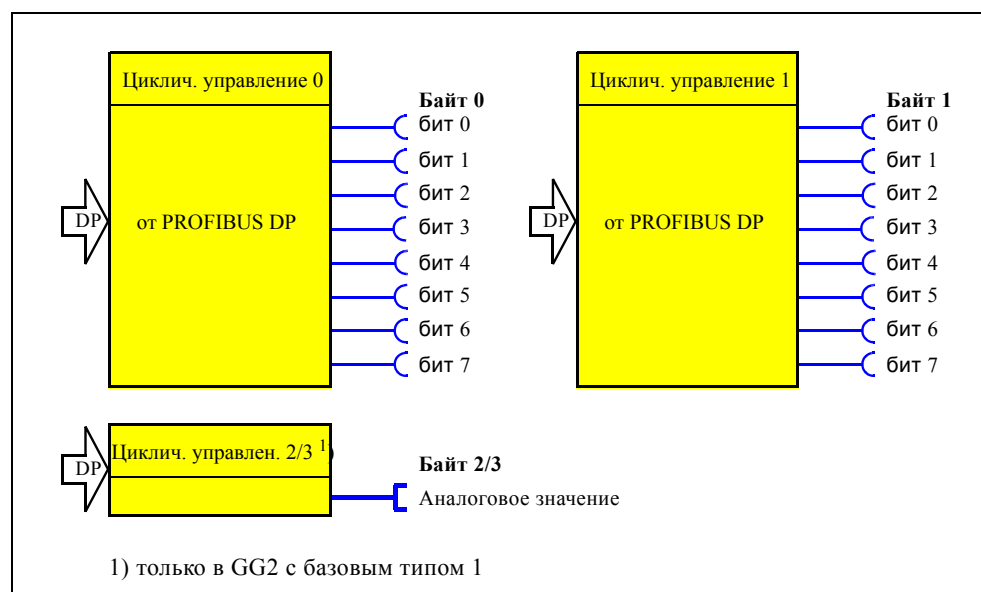 Циклич. управление 0
Байт 0
бит 0
бит 1
бит 2
бит 3
бит 4
бит 5
бит 6
бит 7
DP
от PROFIBUS DP
Циклич. управление 1
Байт 1
бит 0
бит 1
бит 2
бит 3
бит 4
бит 5
бит 6
бит 7
DP
от PROFIBUS DP
DP
Циклич. управлен. 2/3 1)
Байт 2/3
Аналоговое значение
1) только в GG2 с базовым типом 1